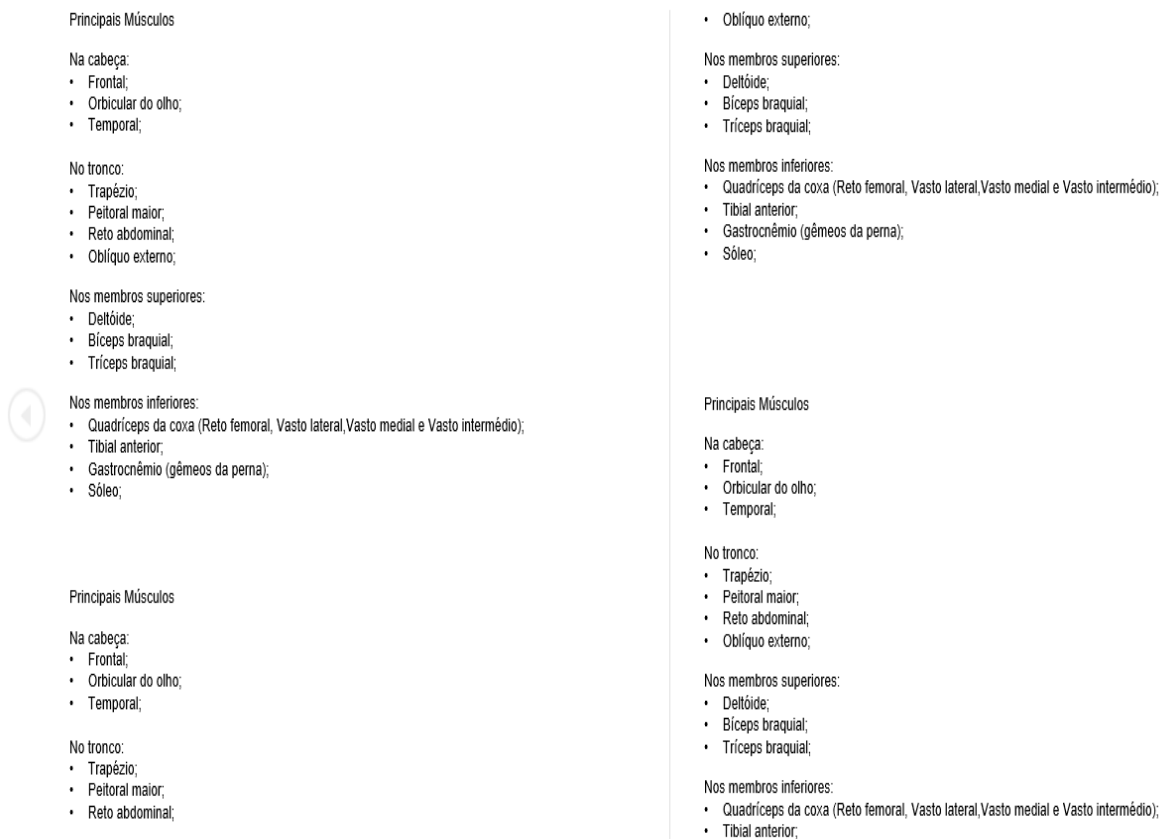 Principais Músculos
Na cabeça:
• Frontal;
• Orbicular do olho;
• Temporal;
No tronco:
• Trapézio;
• Peitoral maior;
• Reto abdominal;
• Oblíquo externo;
Nos membros superiores:
• Deltóide;
• Bíceps braquial;
• Tríceps braquial;
Nos membros inferiores:
• Quadríceps da coxa (Reto femoral, Vasto lateral,Vasto medial e Vasto intermédio);
• Tibial anterior;
• Gastrocnêmio (gêmeos da perna);
• Sóleo;
Principais Músculos
Na cabeça:
• Frontal;
• Orbicular do olho;
• Temporal;
No tronco:
• Trapézio;
• Peitoral maior;
• Reto abdominal;
• Oblíquo externo;
Nos membros superiores:
• Deltóide;
• Bíceps braquial;
• Tríceps braquial;
Nos membros inferiores:
• Quadríceps da coxa (Reto femoral, Vasto lateral,Vasto medial e Vasto intermédio);
• Tibial anterior;
• Gastrocnêmio (gêmeos da perna);
• Sóleo;
Principais Músculos
Na cabeça:
• Frontal;
• Orbicular do olho;
• Temporal;
No tronco:
• Trapézio;
• Peitoral maior;
• Reto abdominal;
• Oblíquo externo;
Nos membros superiores:
• Deltóide;
• Bíceps braquial;
• Tríceps braquial;
Nos membros inferiores:
• Quadríceps da coxa (Reto femoral, Vasto lateral,Vasto medial e Vasto intermédio);
• Tibial anterior;